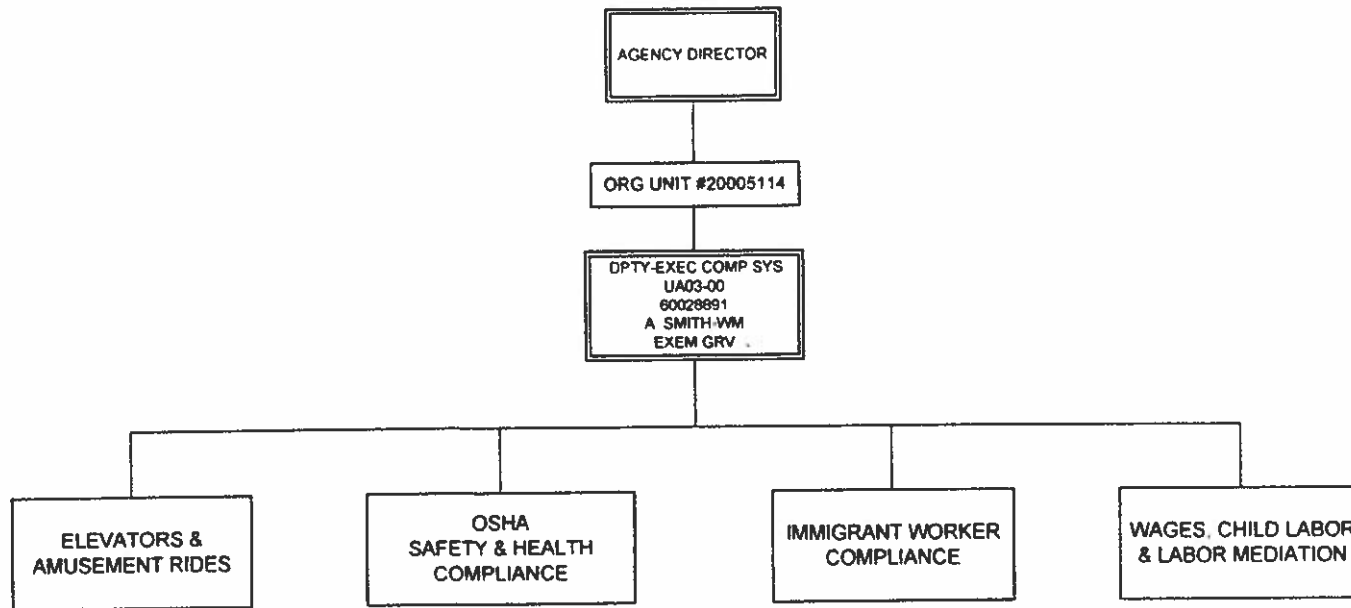 AGENCY DIRECTOR
ORG UNIT #20005114
DPTY-EXEC COMP SYS
UA03-00
60028891
A SMITH-WM
EXEM GRV
ELEVATORS &
AMUSEMENT RIDES
OSHA
SAFETY & HEALTH
COMPLIANCE
IMMIGRANT WORKER
COMPLIANCE
WAGES, CHILD LABOR
& LABOR MEDIATION